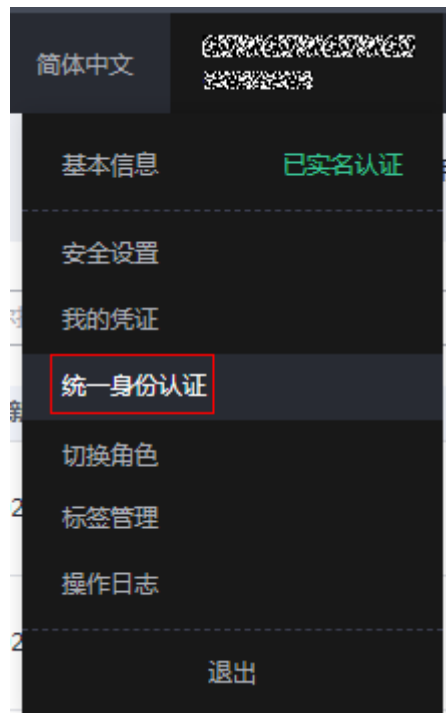 简体中文
基本信息 已实名认证
安全设置
我的凭证
统一身份认证
切换角色
标签管理
操作日志
2
2
退出